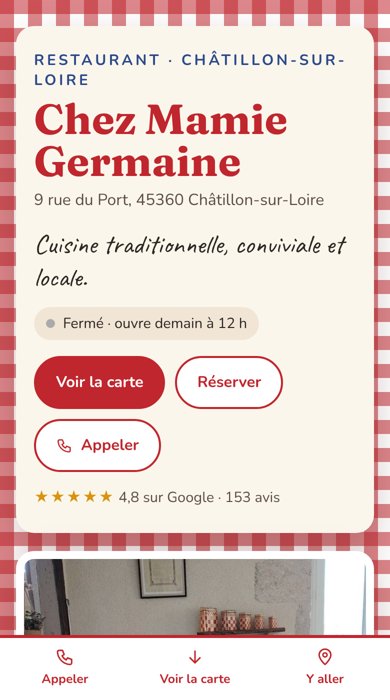 RESTAURANT · CHÂTILLON-SUR-
LOIRE
Chez Mamie
Germaine
9 rue du Port, 45360 Châtillon-sur-Loire
Cuisine traditionnelle, conviviale et
locale.
Fermé · ouvre demain à 12 h
Voir la carte
Réserver
Appeler
★★★★★ 4,8 sur Google · 153 avis
Appeler
Voir la carte
Y aller